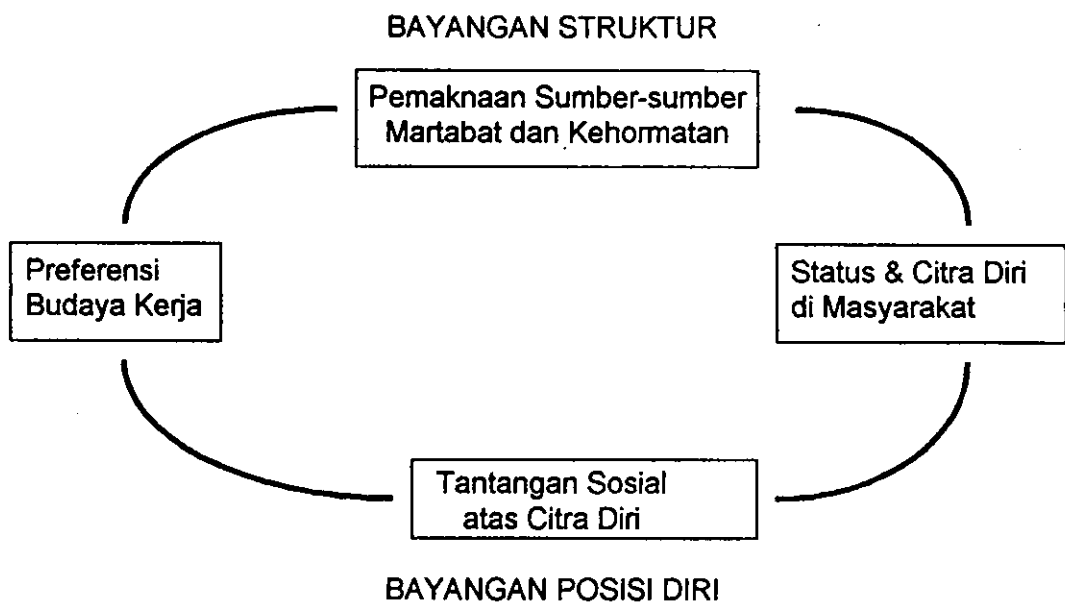 BAYANGAN STRUKTUR
Pemaknaan Sumber-sumber
Martabat dan Kehormatan
Preferensi
Budaya Kerja
Status & Citra Diri
di Masyarakat
Tantangan Sosial
atas Citra Diri
BAYANGAN POSISI DIRI